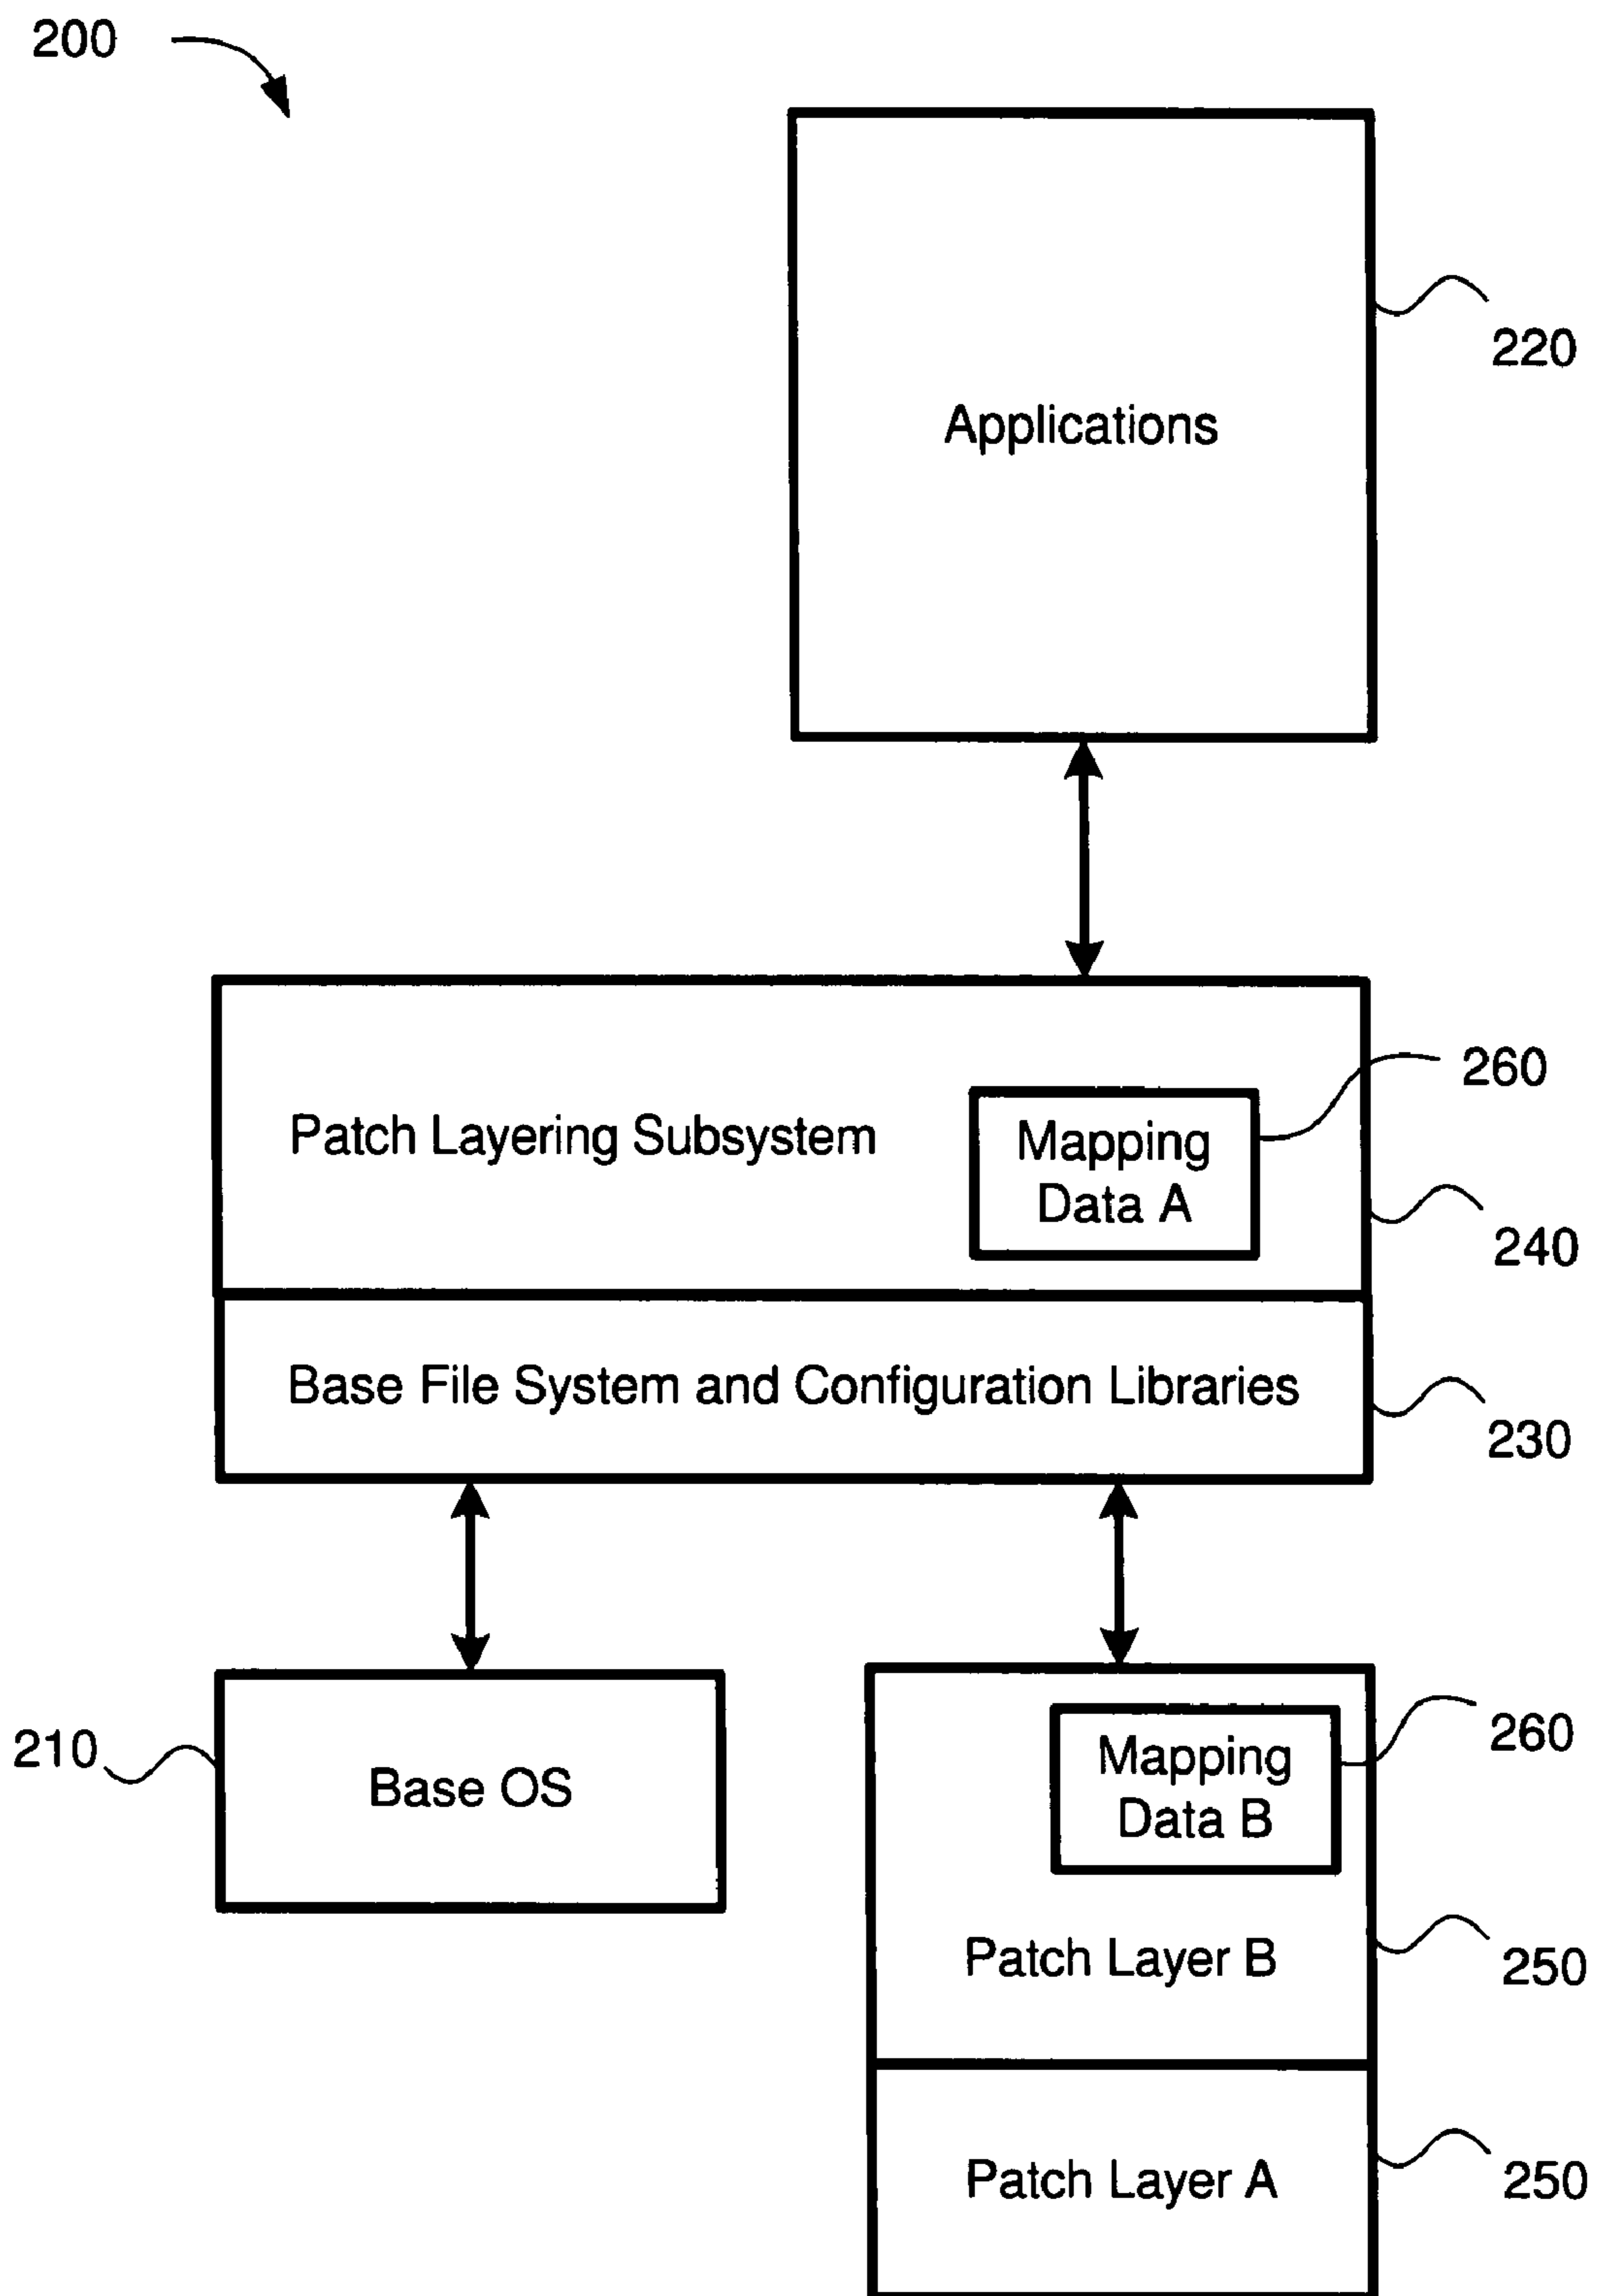 200
220
Applications
260
Patch Layering Subsystem
Mapping
Data A
240
Base File System and Configuration Libraries
230
210
Base OS
260
Mapping
Data B
Patch Layer B
250
Patch Layer A
250